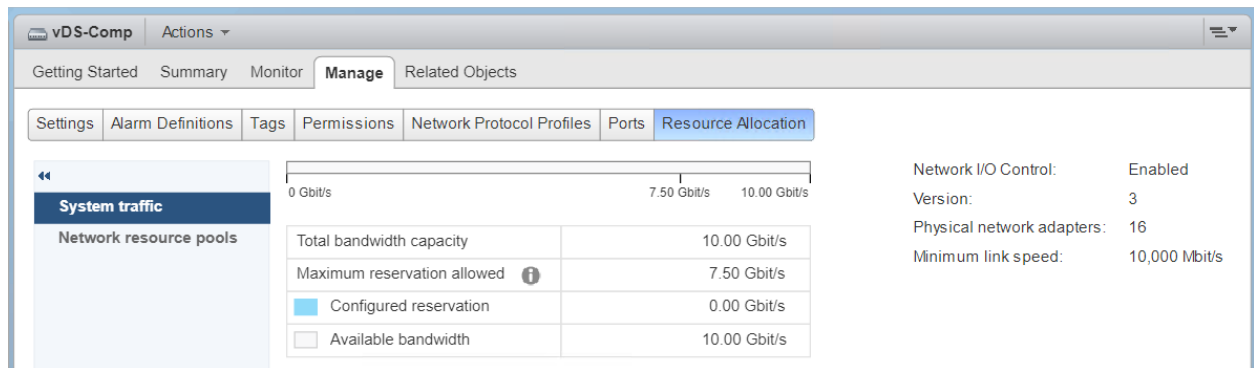 vDS-Comp Actions
Getting Started Summary Monitor Manage Related Objects
Settings Alarm Definitions Tags Permissions Network Protocol Profiles Ports Resource Allocation
System traffic
Network resource pools
0 Gbit/s 7.50 Gbit/s 10.00 Gbit/s
Total bandwidth capacity 10.00 Gbit/s
Maximum reservation allowed 7.50 Gbit/s
Configured reservation 0.00 Gbit/s
Available bandwidth 10.00 Gbit/s
Network I/O Control: Enabled
Version: 3
Physical network adapters: 16
Minimum link speed: 10,000 Mbit/s